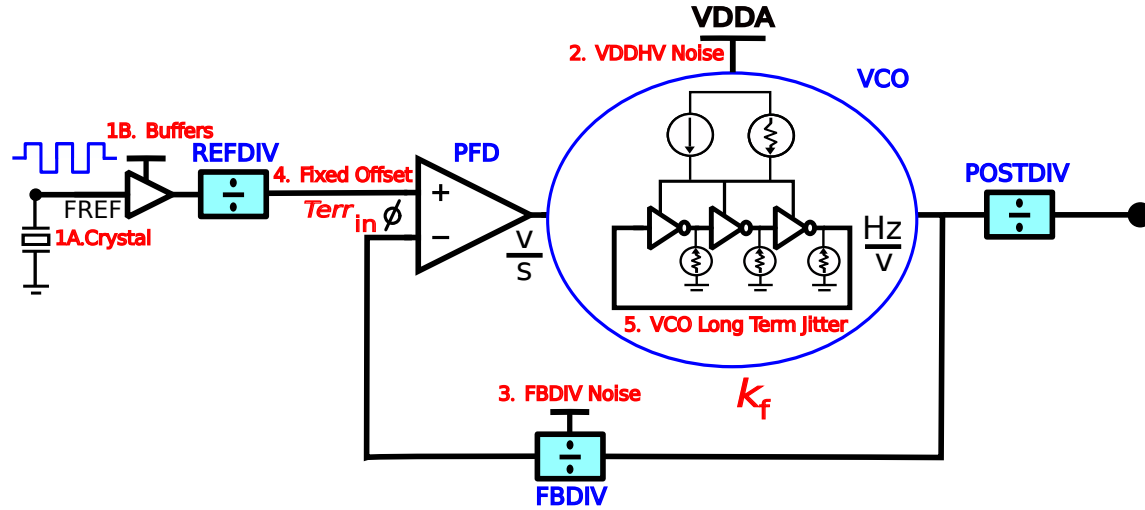 VDDA
2. VDDHV Noise
VCO
1B. Buffers
REFDIV
PFD
4. Fixed Offset
POSTDIV
÷
+
FREF
Terr in ϕ
÷
1A.Crystal
−
V
s
Hz
V
5. VCO Long Term Jitter
3. FBDIV Noise
kf
÷
FBDIV